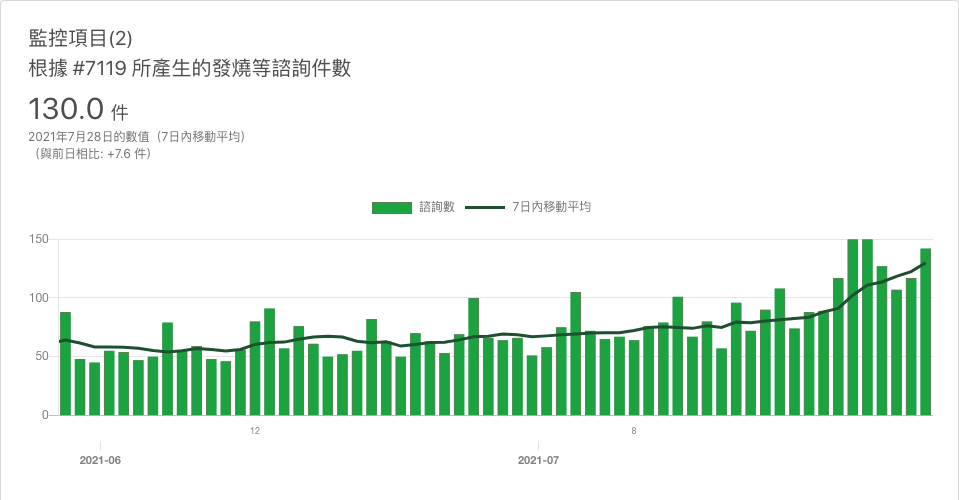 監控項目(2)
根據 #7119 所產生的發燒等諮詢件數
130.0 件
2021年7月28日的數值（7日內移動平均）
（與前日相比: +7.6 件）
諮詢數 7日內移動平均
150
100
50
0
12 8
2021-06 2021-07